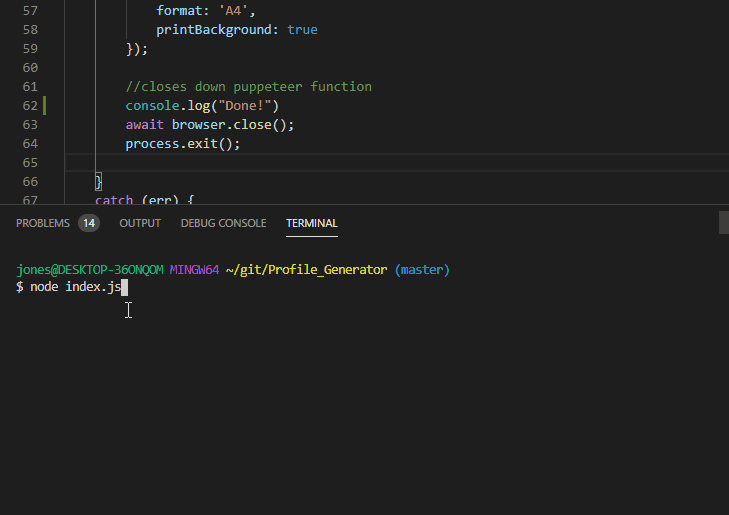 57 format: 'A4',
58 printBackground: true
59 });
60
61 //closes down puppeteer function
62 console.log("Done!")
63 await browser.close();
64 process.exit();
65
66 }
67 catch (err) {
PROBLEMS 14 OUTPUT DEBUG CONSOLE TERMINAL
jones@DESKTOP-36ONQOM MINGW64 ~/git/Profile_Generator (master)
$ node index.js